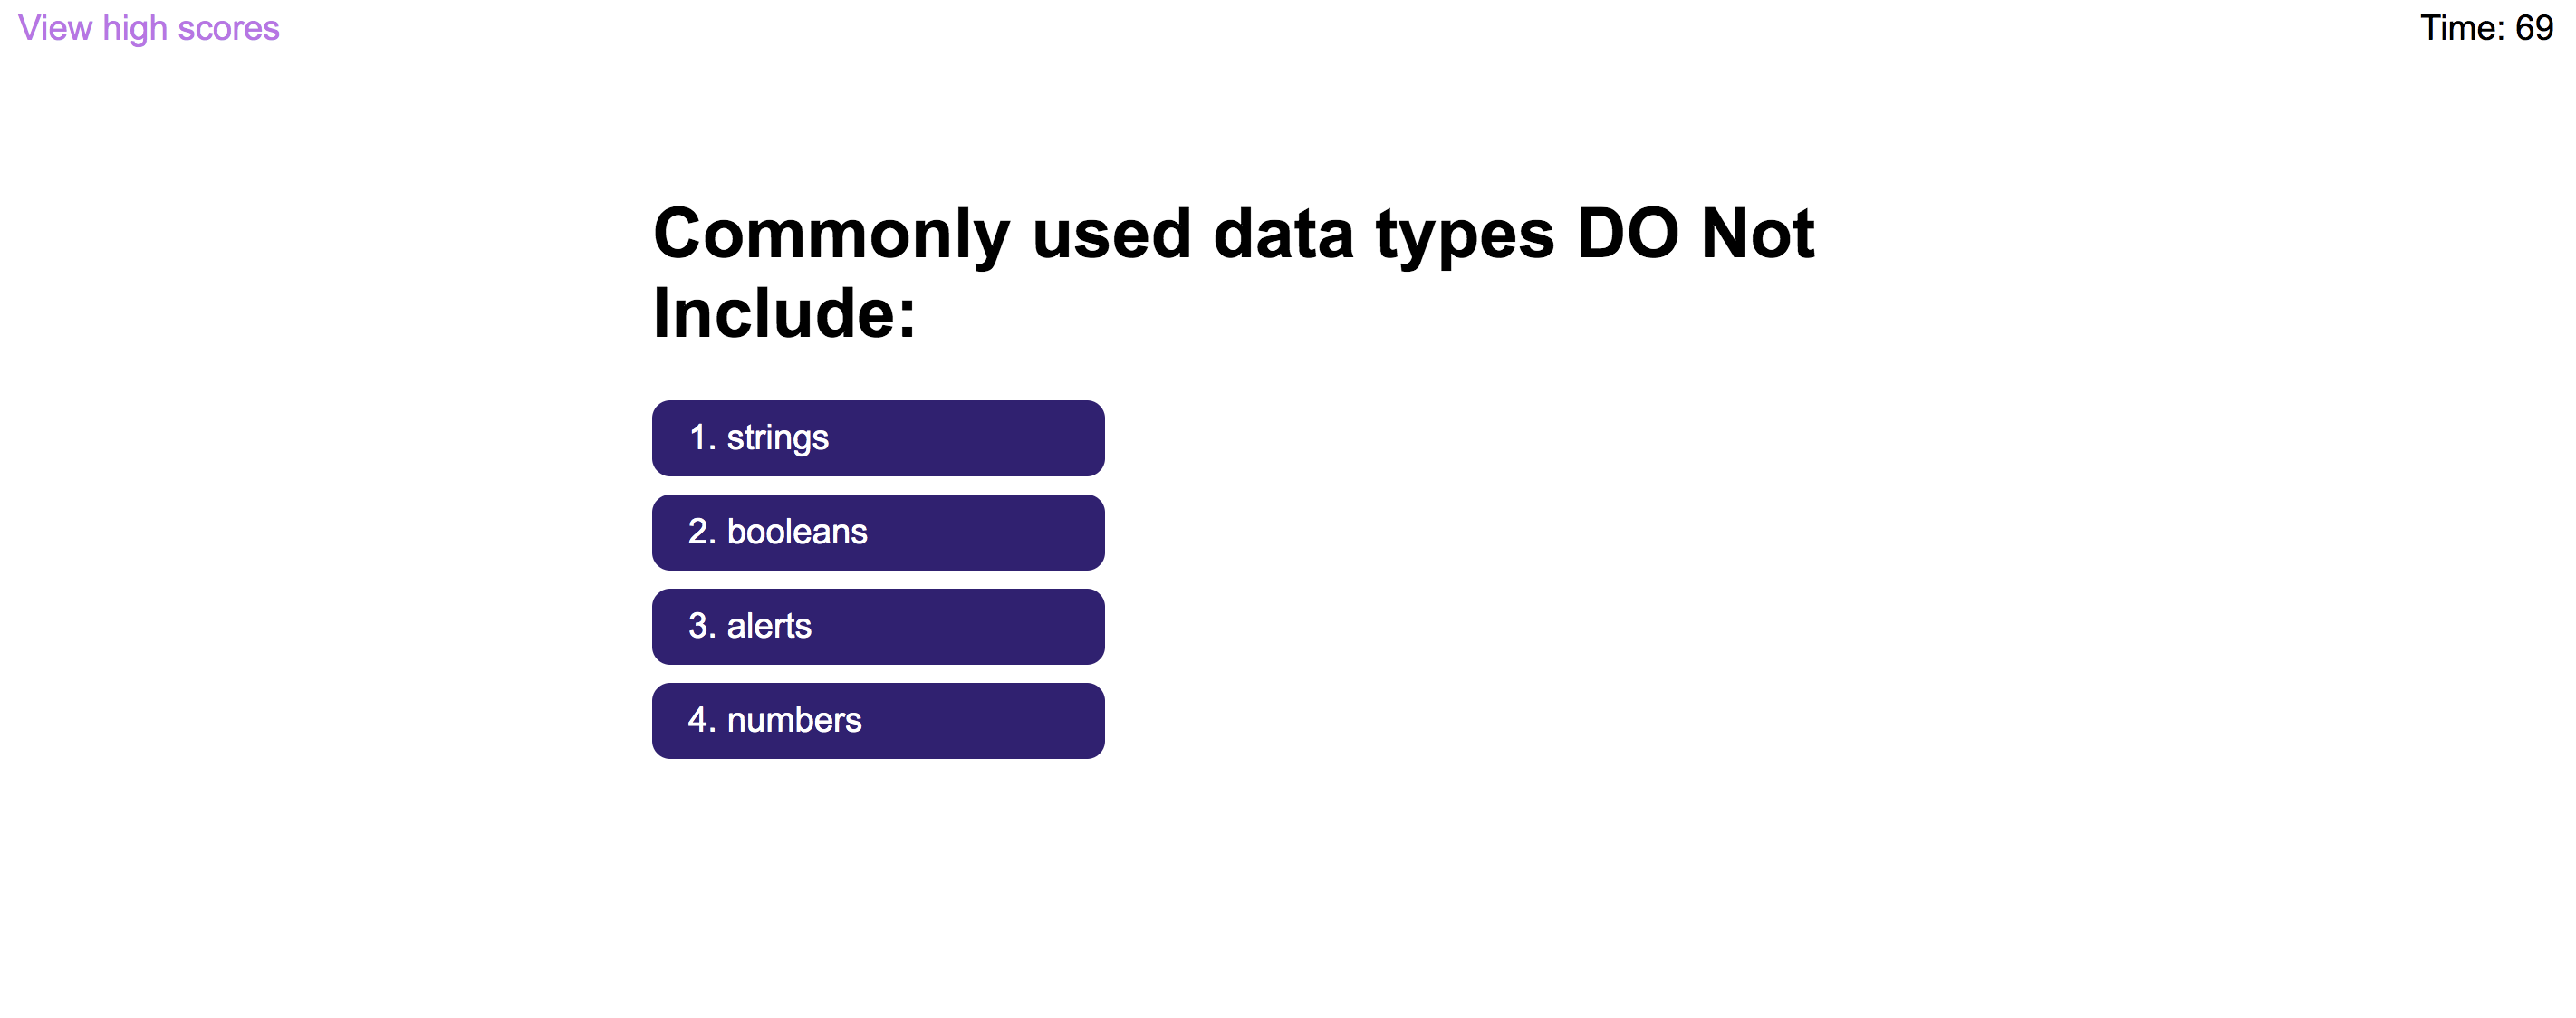 View high scores
Time: 69
Commonly used data types DO Not
Include:
1. strings
2. booleans
3. alerts
4. numbers